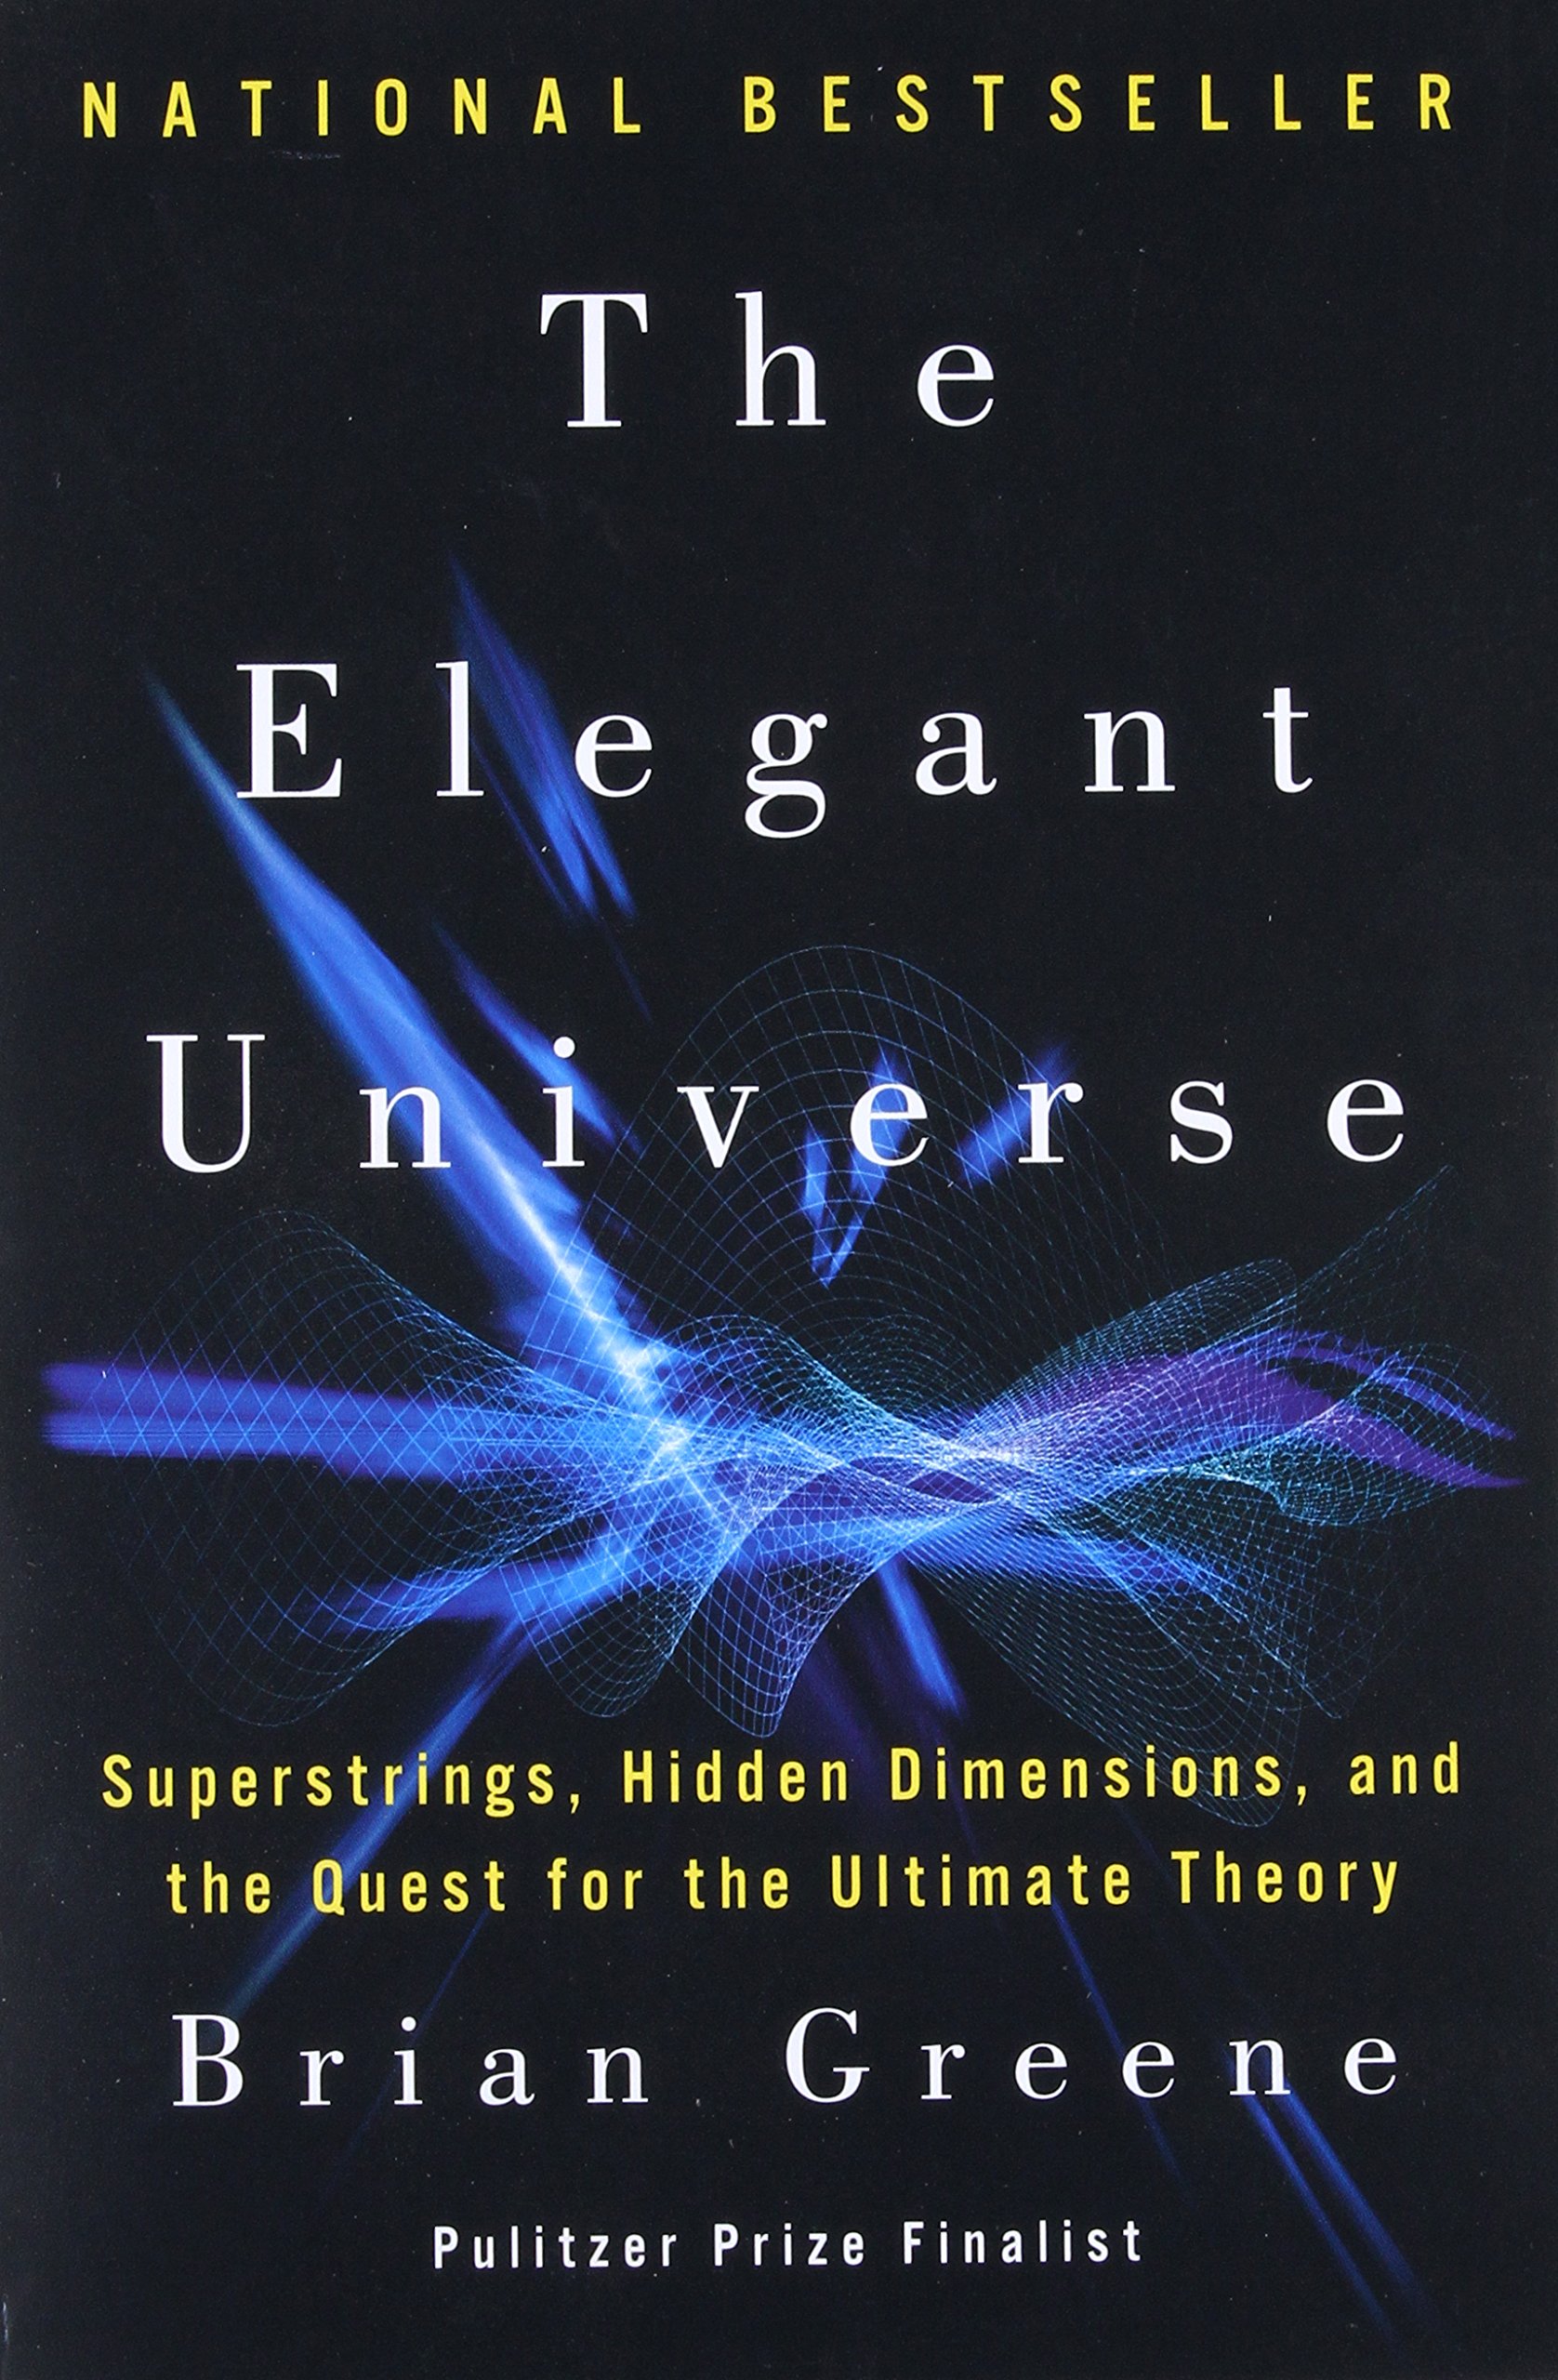 NATIONAL BESTSELLER
The
Elegant
Universe
Superstrings, Hidden Dimensions, and
the Quest for the Ultimate Theory
Brian Greene
Pulitzer Prize Finalist